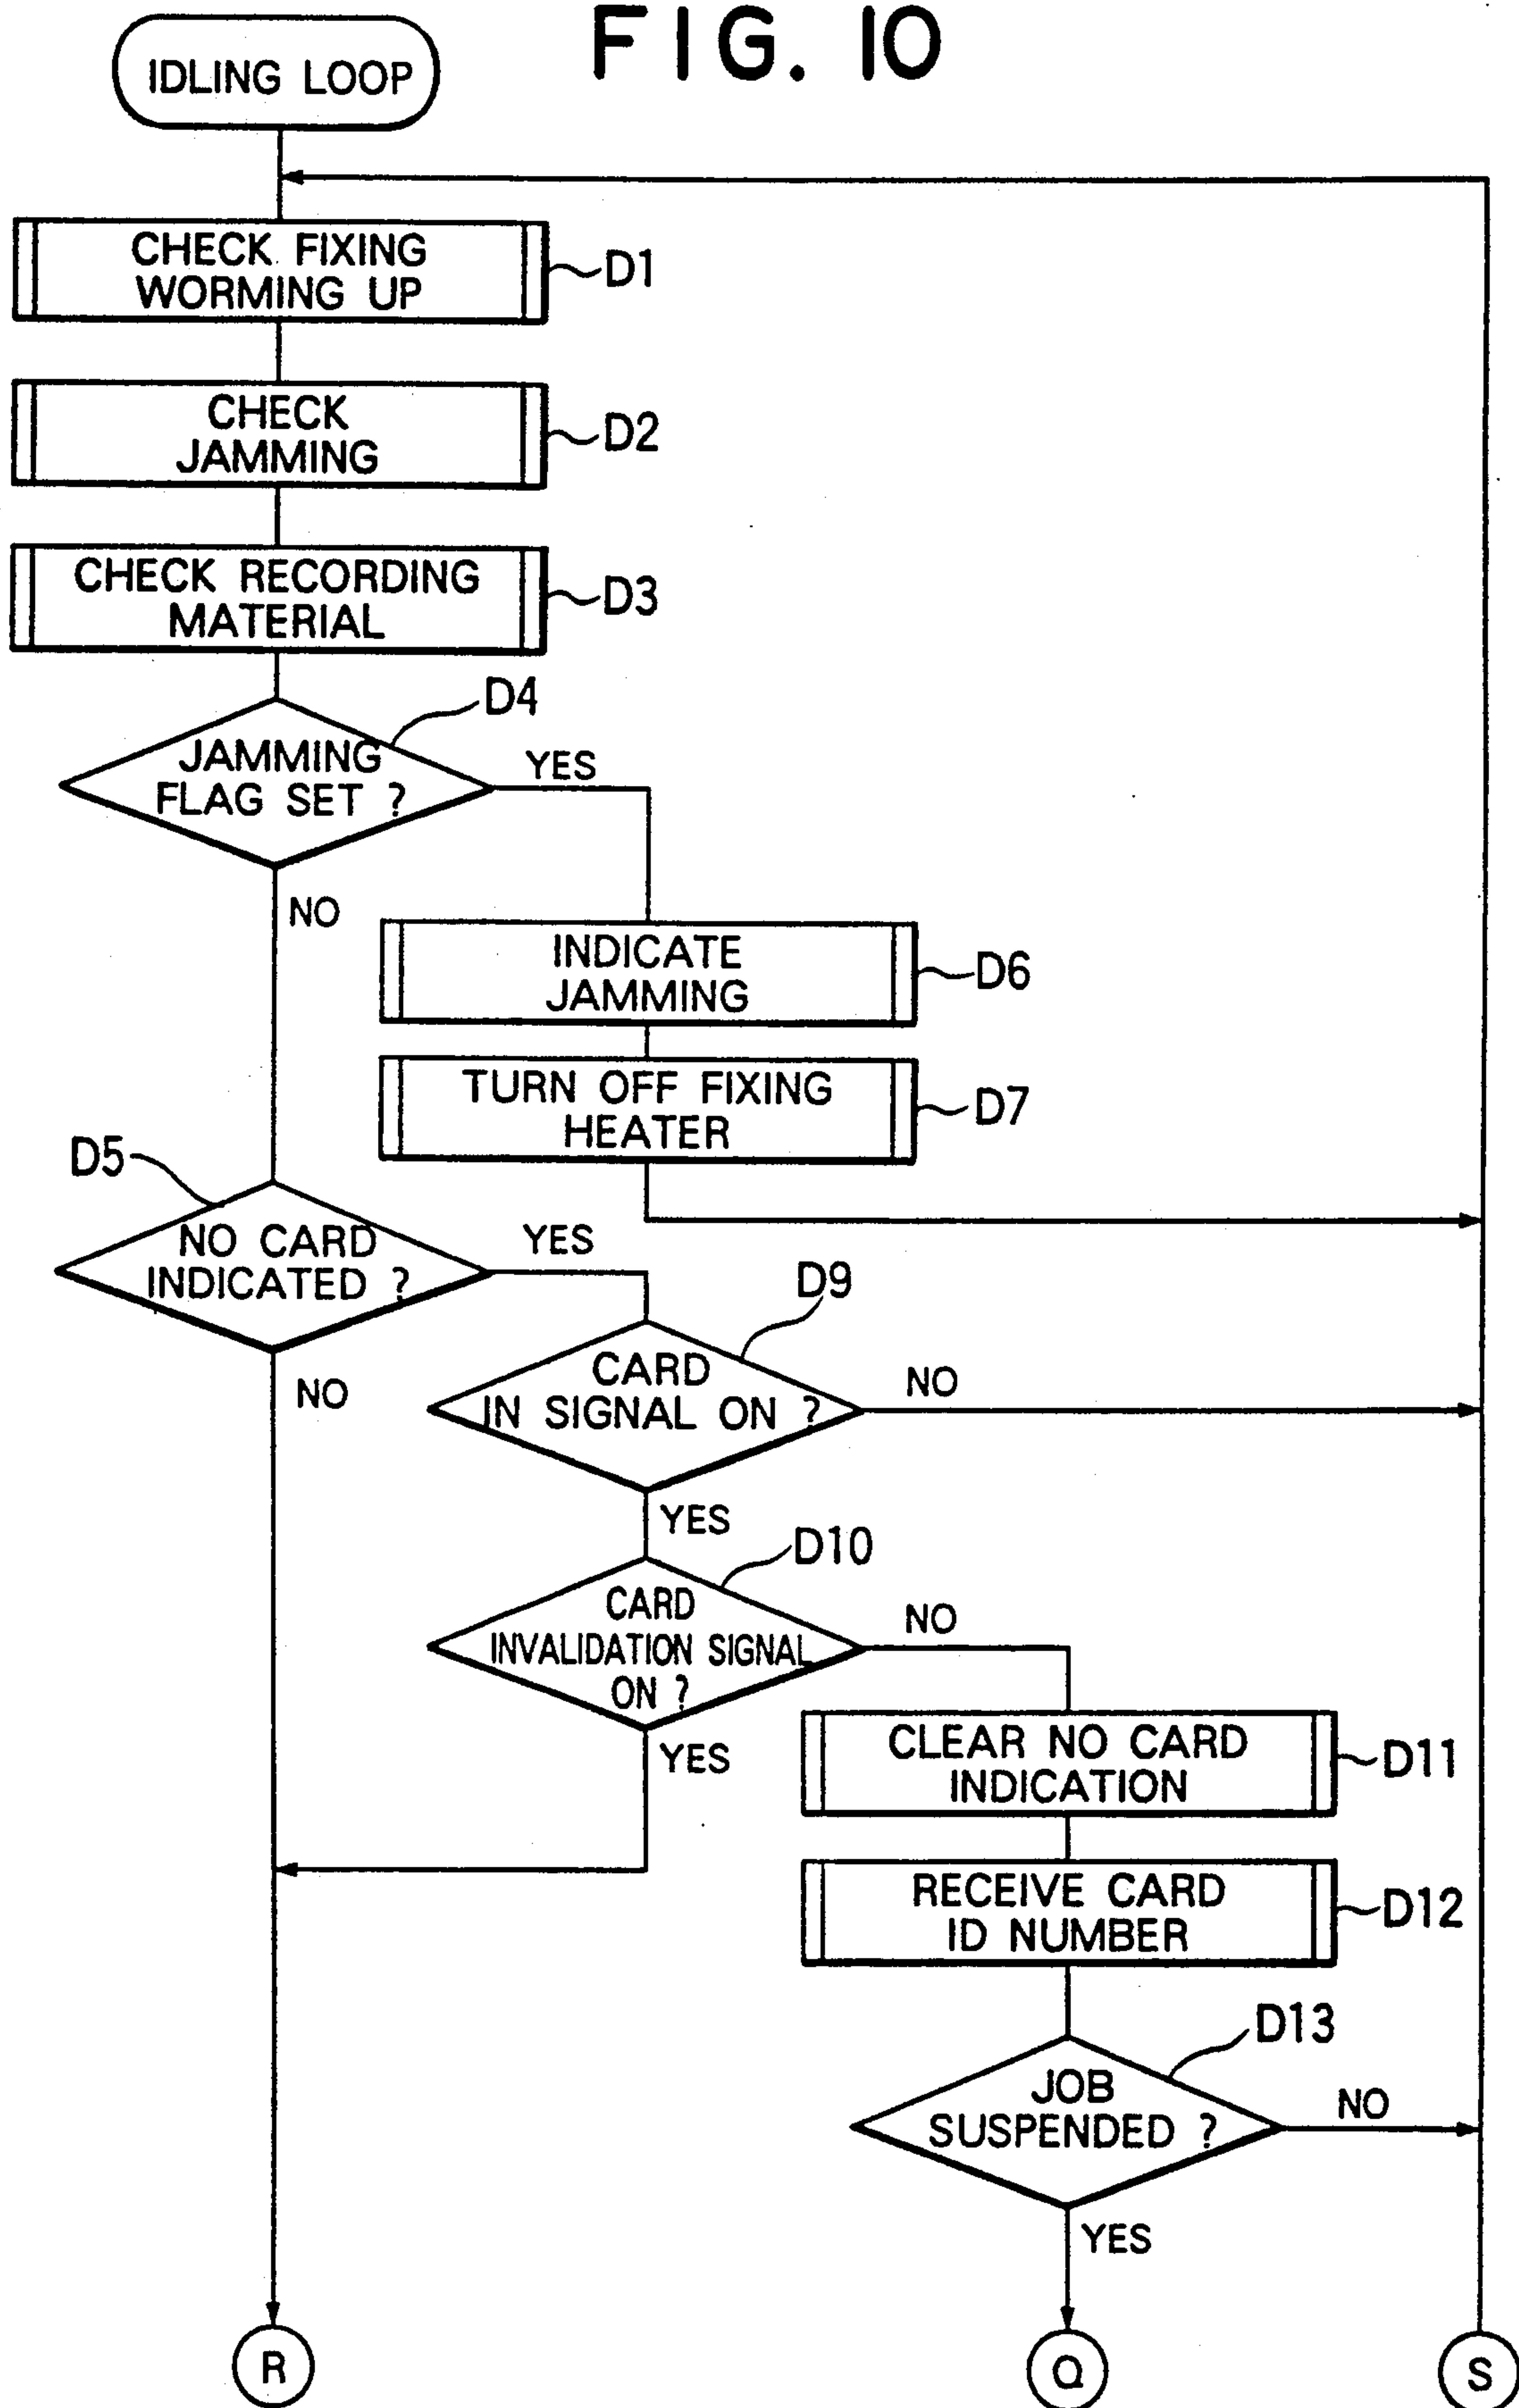 FIG. 10
IDLING LOOP
CHECK FIXING
WORMING UP
D1
CHECK
JAMMING
D2
CHECK RECORDING
MATERIAL
D3
D4
JAMMING
FLAG SET ?
YES
NO
INDICATE
JAMMING
D6
TURN OFF FIXING
HEATER
D7
D5
NO CARD
INDICATED ?
YES
NO
D9
CARD
IN SIGNAL ON ?
NO
YES
D10
CARD
INVALIDATION SIGNAL
ON ?
NO
YES
CLEAR NO CARD
INDICATION
D11
RECEIVE CARD
ID NUMBER
D12
D13
JOB
SUSPENDED ?
NO
YES
R
Q
S